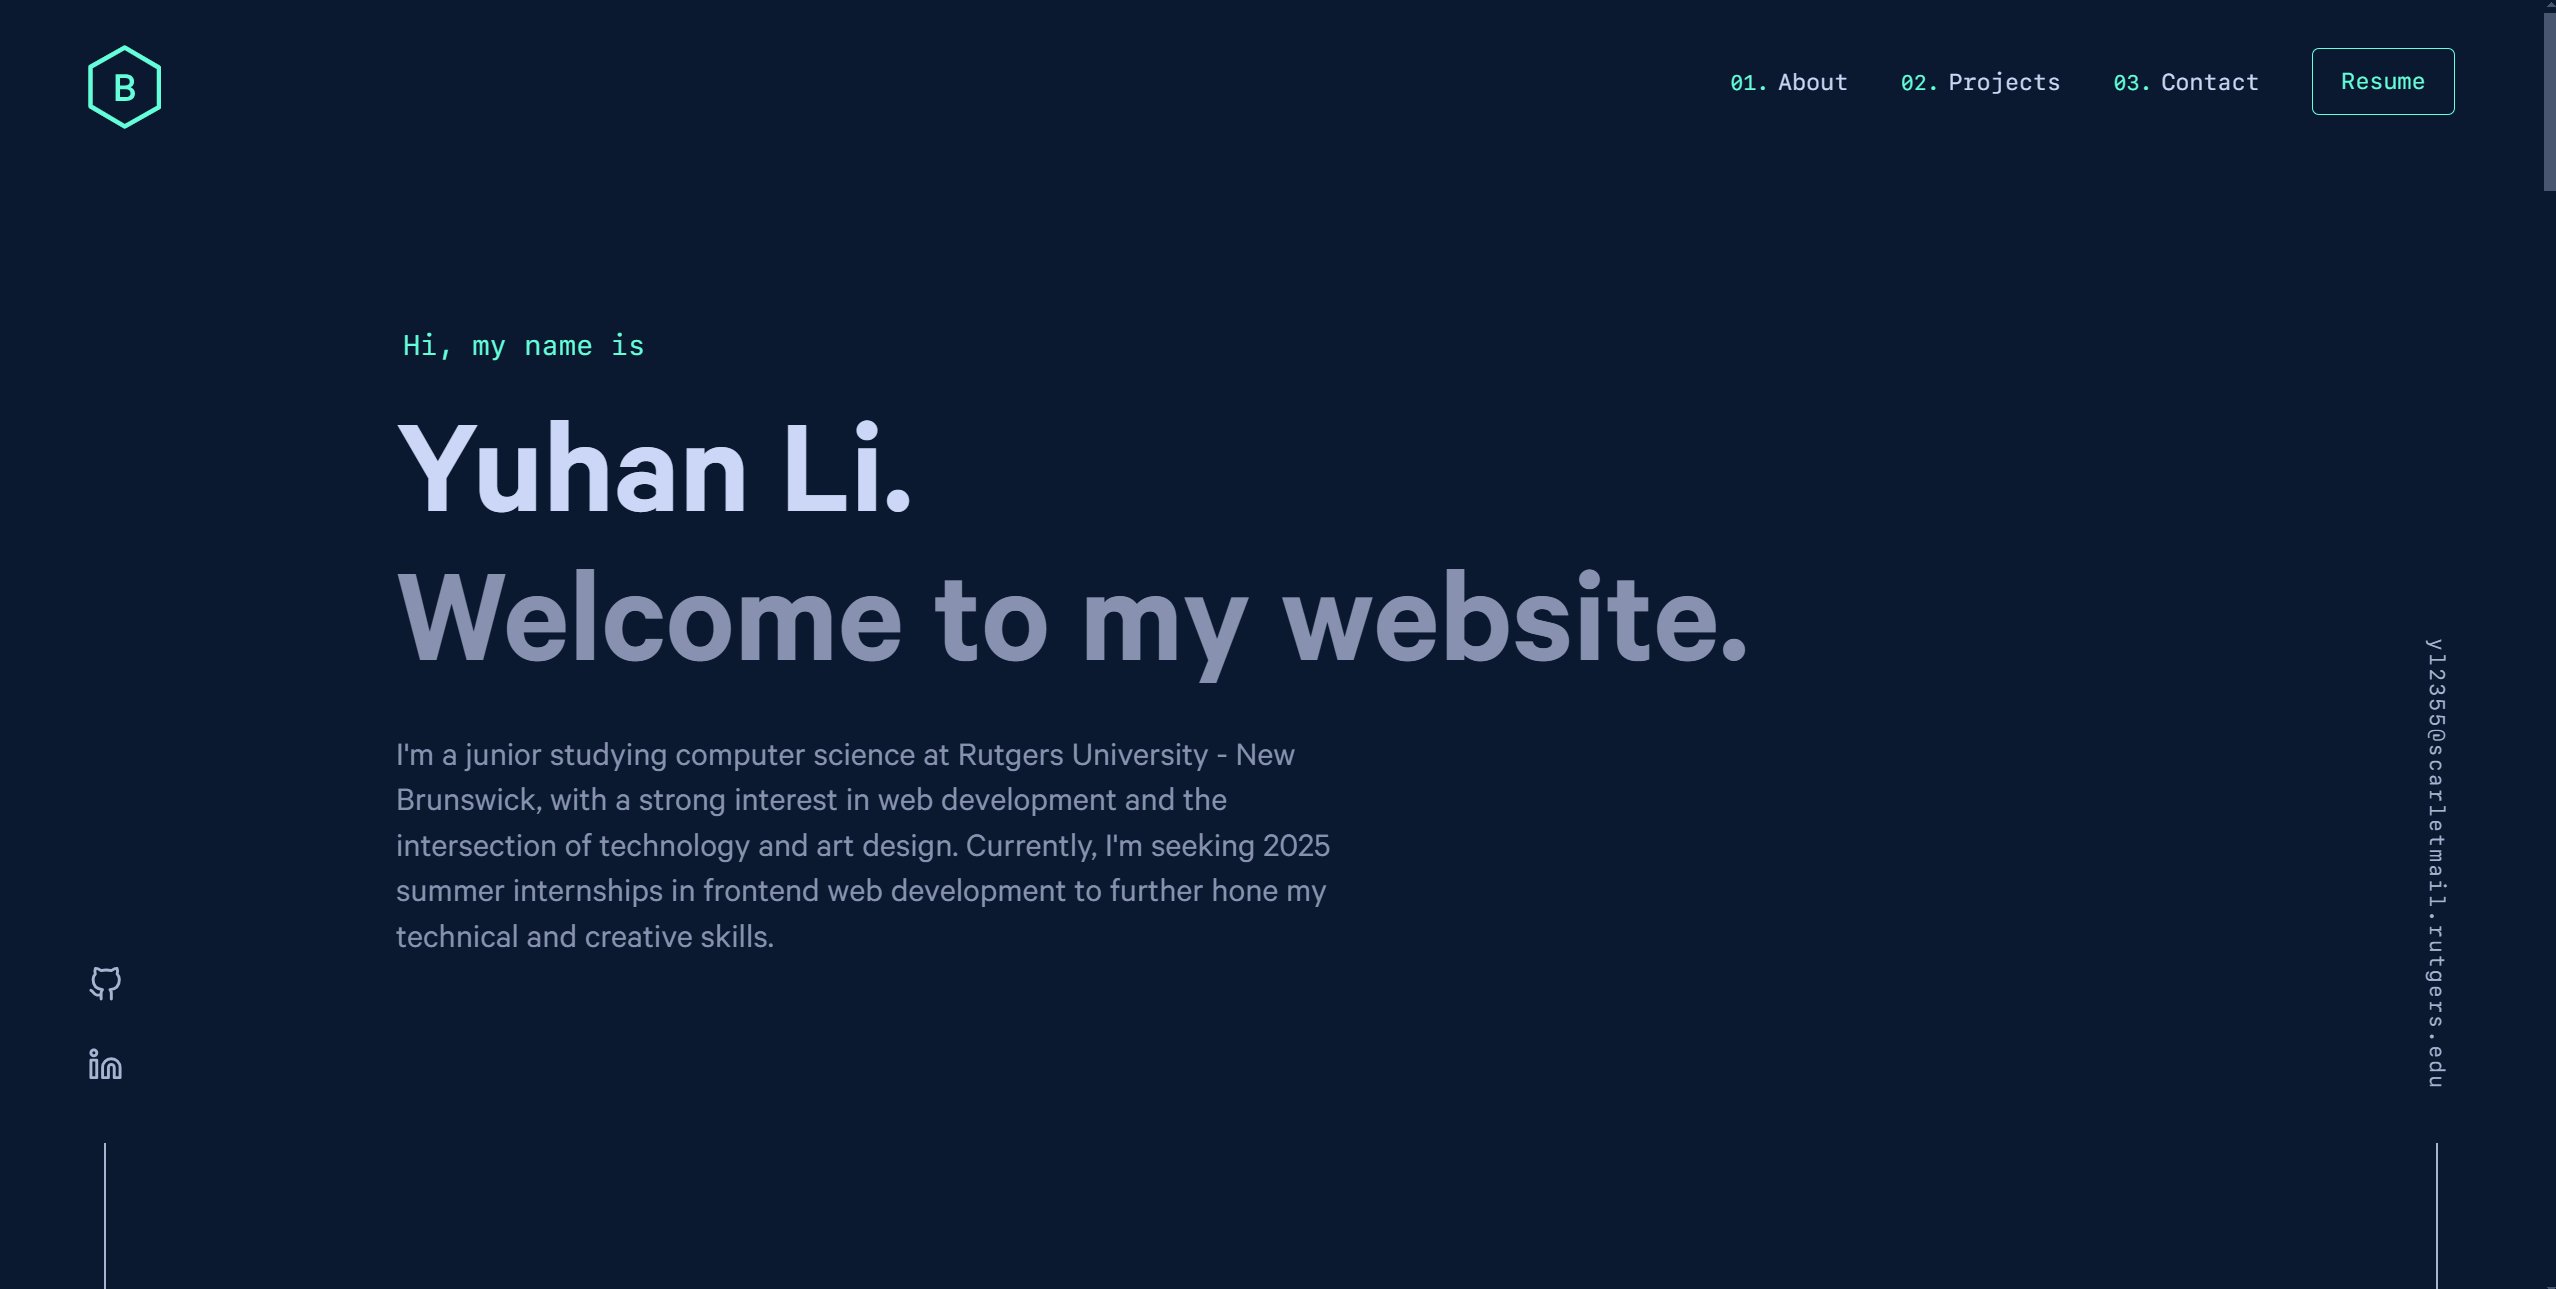 B
01. About 02. Projects 03. Contact Resume
Hi, my name is
Yuhan Li.
Welcome to my website.
I'm a junior studying computer science at Rutgers University - New
Brunswick, with a strong interest in web development and the
intersection of technology and art design. Currently, I'm seeking 2025
summer internships in frontend web development to further hone my
technical and creative skills.
in
yl2355@scarletmail.rutgers.edu